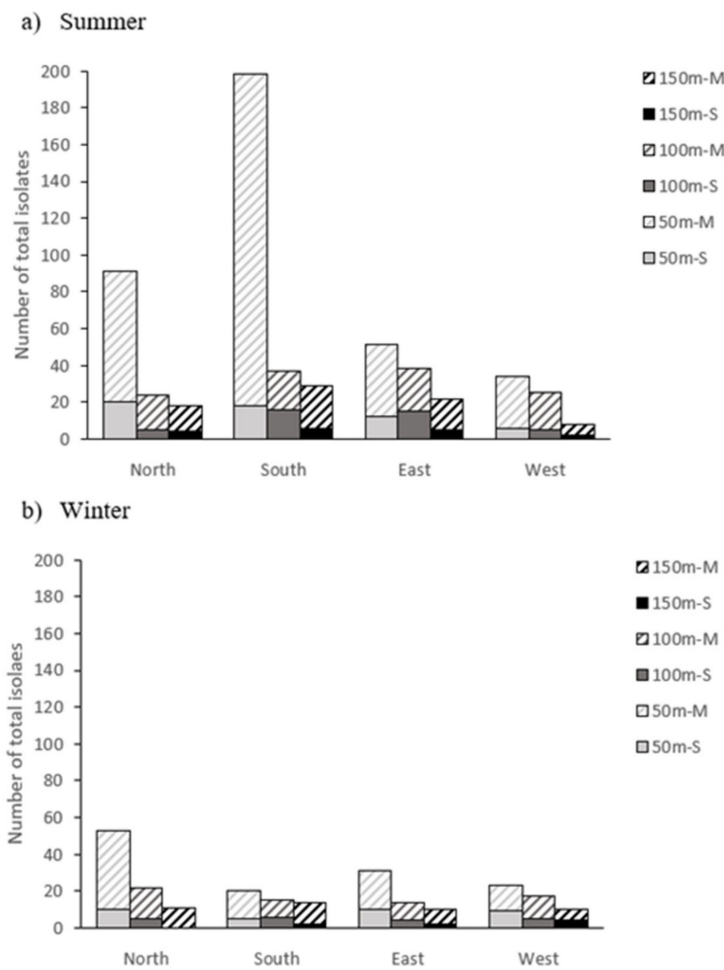 a) Summer
Number of total isolates
200
180
160
140
120
100
80
60
40
20
0
North South East West
150m-M
150m-S
100m-M
100m-S
50m-M
50m-S
b) Winter
Number of total isolaes
200
180
160
140
120
100
80
60
40
20
0
North South East West
150m-M
150m-S
100m-M
100m-S
50m-M
50m-S